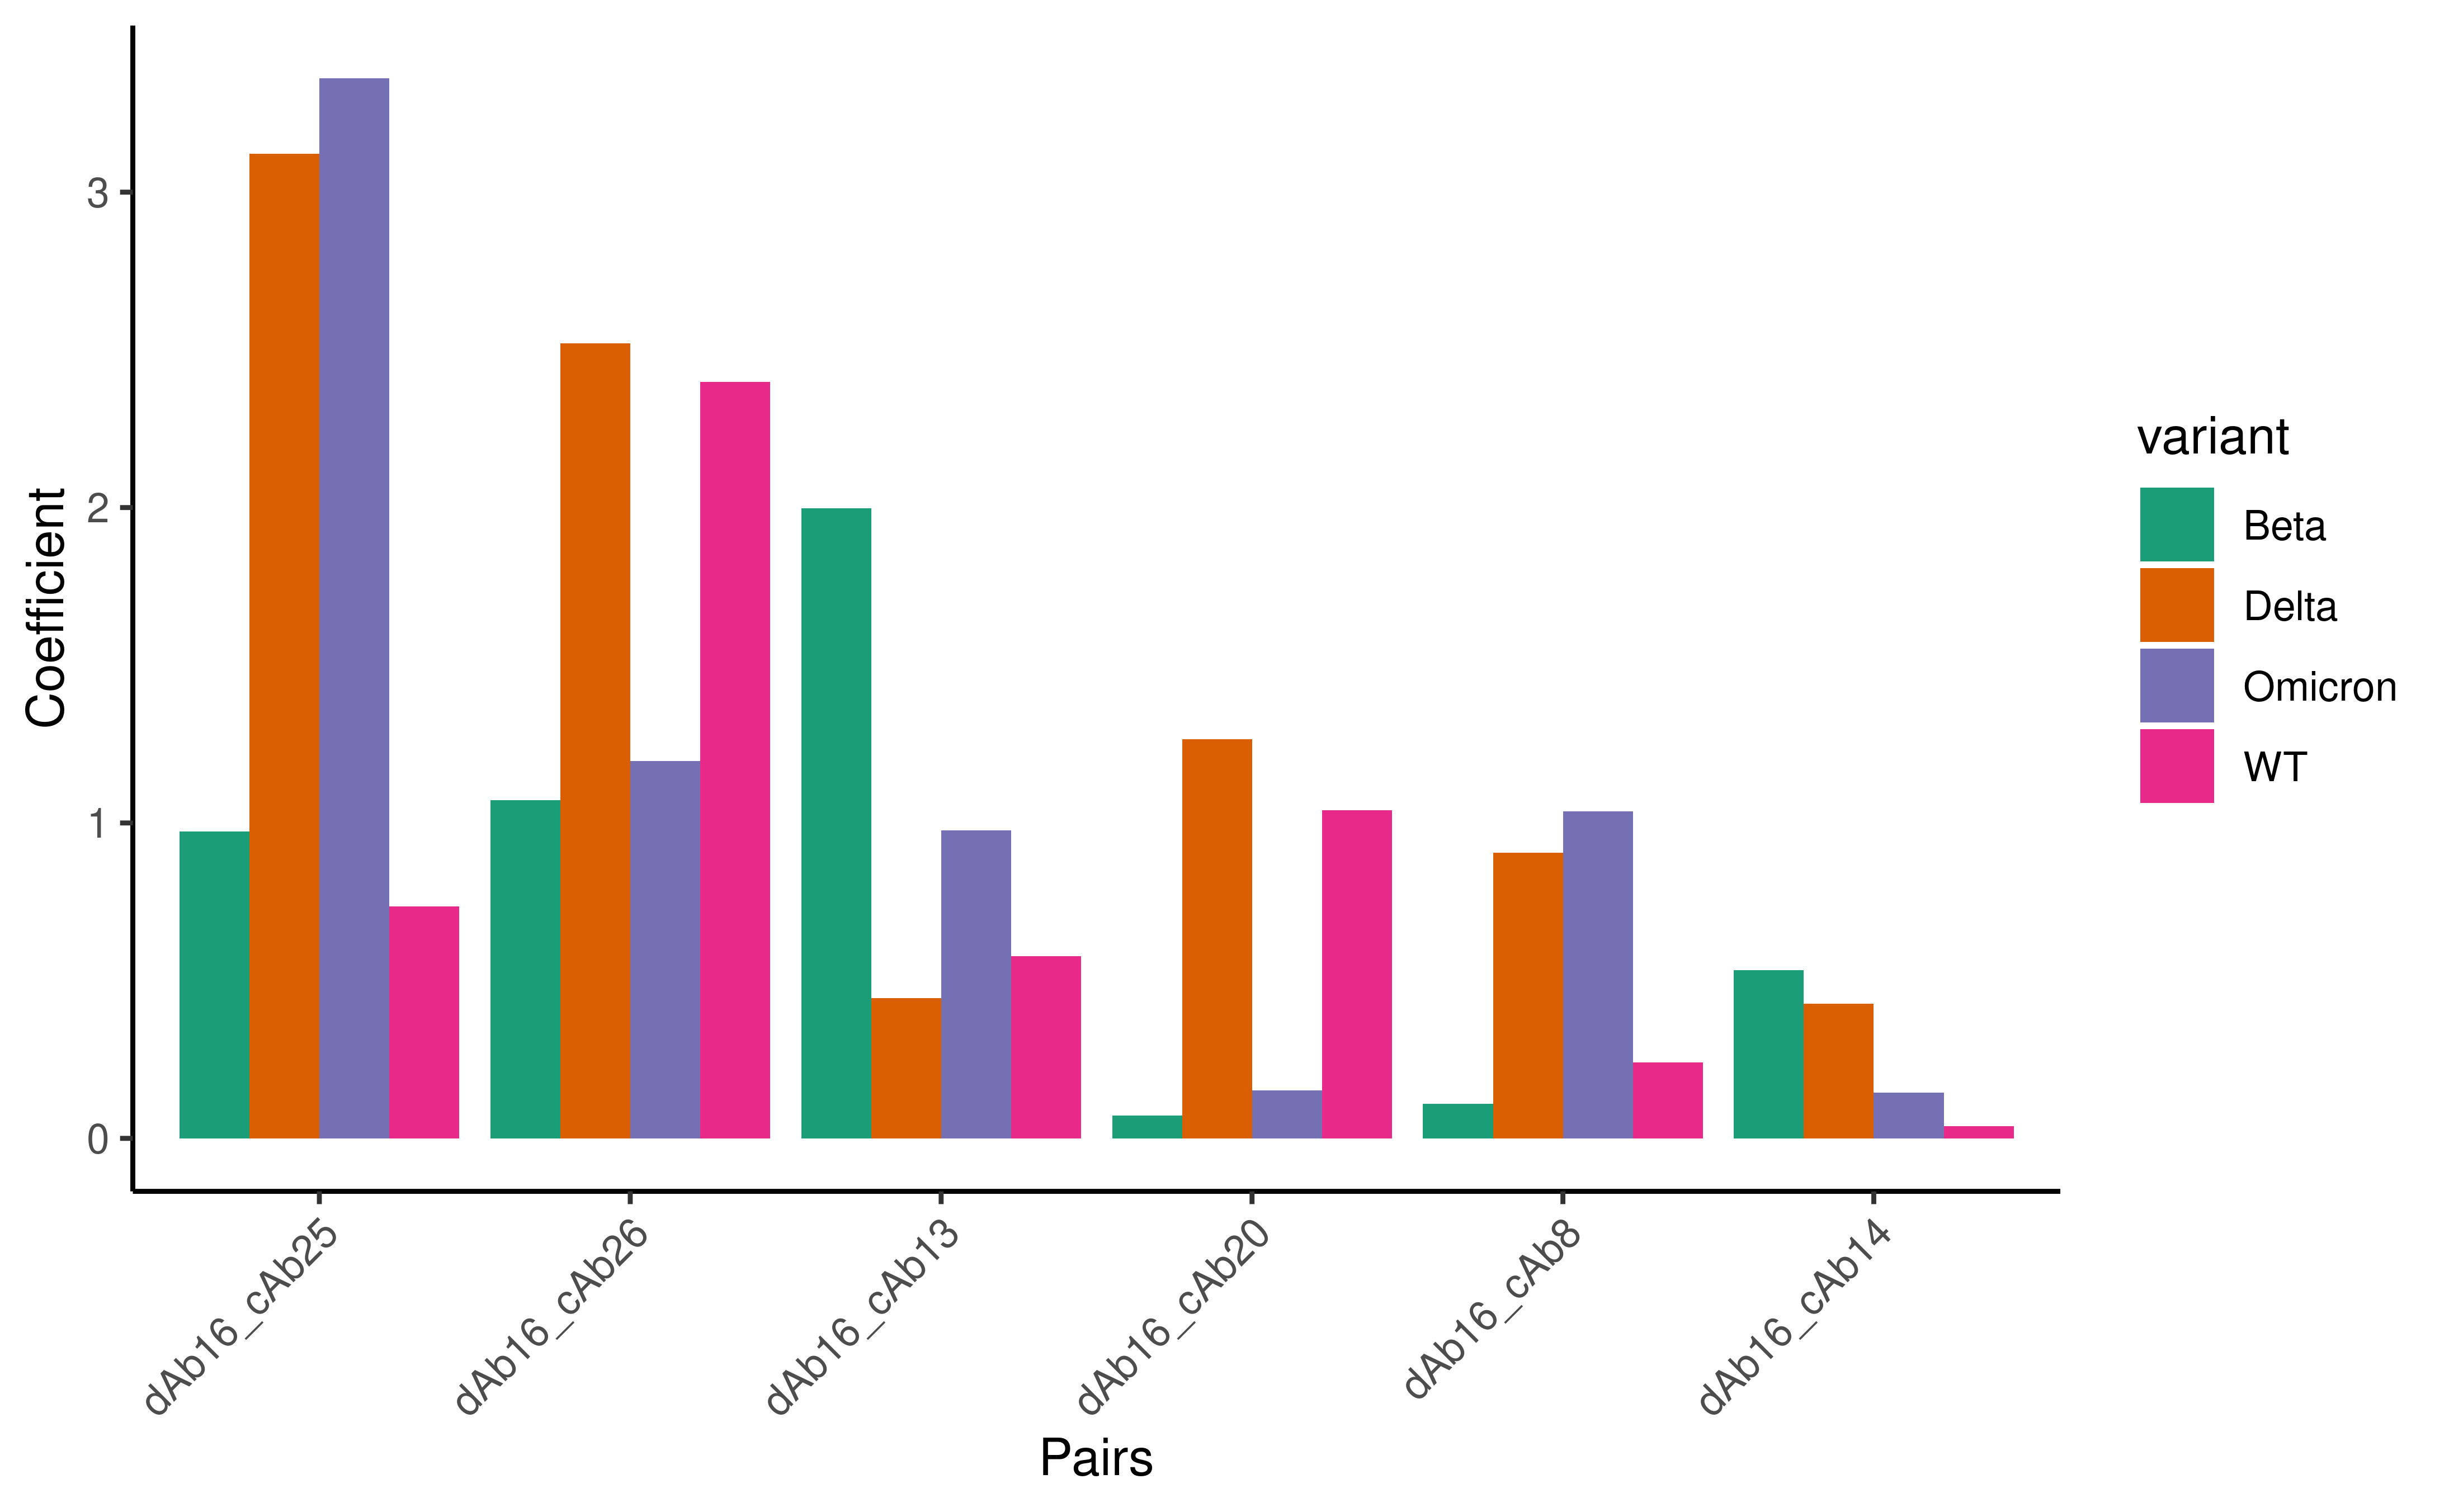 Coefficient
3
2
1
0
dAb16_cAb25
dAb16_cAb26
dAb16_cAb13
dAb16_cAb20
dAb16_cAb8
dAb16_cAb14
Pairs
variant
Beta
Delta
Omicron
WT